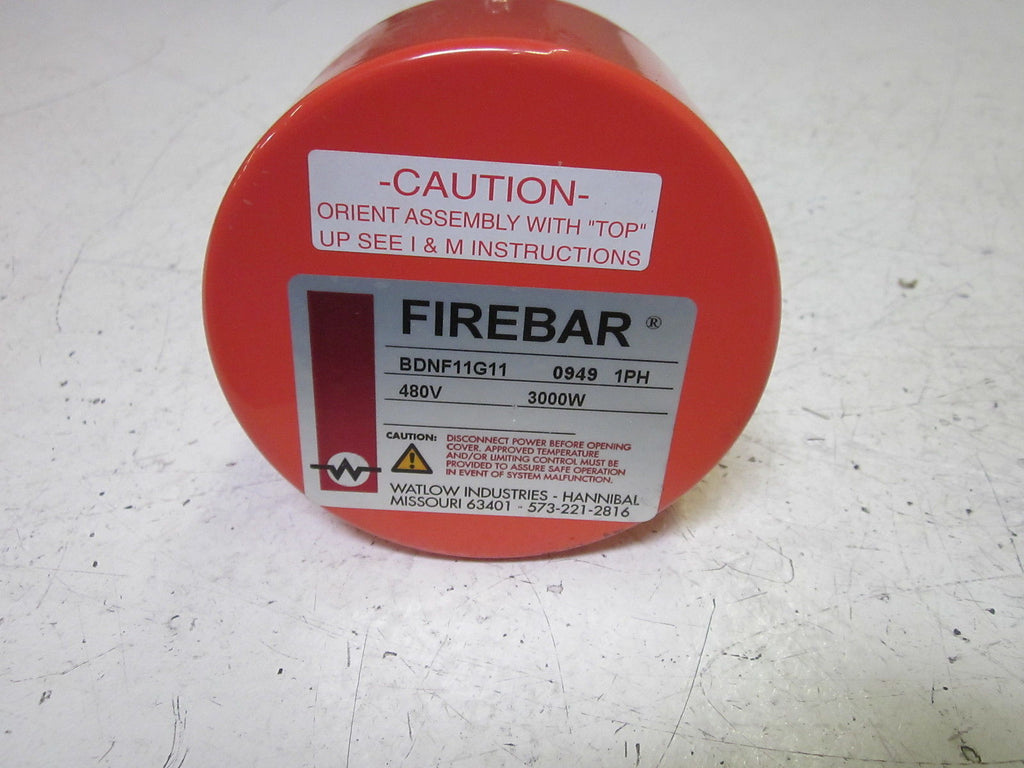 -CAUTION-
ORIENT ASSEMBLY WITH "TOP"
UP SEE I & M INSTRUCTIONS
FIREBAR ®
BDNF11G11 0949 1PH
480V 3000W
CAUTION: DISCONNECT POWER BEFORE OPENING
COVER. APPROVED TEMPERATURE
AND/OR LIMITING CONTROL MUST BE
PROVIDED TO ASSURE SAFE OPERATION
IN EVENT OF SYSTEM MALFUNCTION.
WATLOW INDUSTRIES - HANNIBAL
MISSOURI 63401 - 573-221-2816